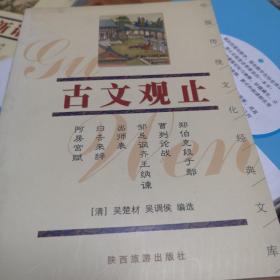 古文观止
郑伯克段于鄢
曹刿论战
邹忌讽齐王纳谏
出师表
归去来辞
阿房宫赋
[清] 吴楚材 吴调侯 编选
陕西旅游出版社
中国传统文化经典文库
Gu
Wen